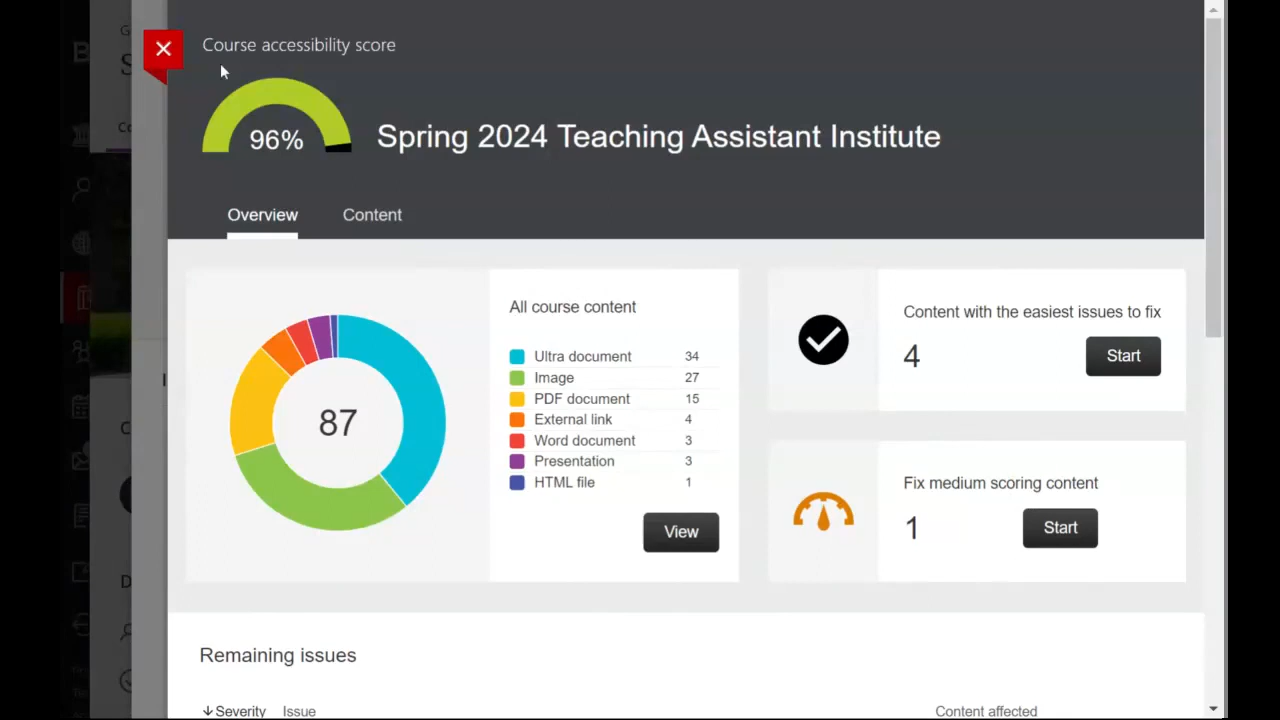 Course accessibility score
96%
Spring 2024 Teaching Assistant Institute
Overview
Content
87
All course content
Ultra document 34
Image 27
PDF document 15
External link 4
Word document 3
Presentation 3
HTML file 1
View
Content with the easiest issues to fix
4
Start
Fix medium scoring content
1
Start
Remaining issues
Severity Issue Content affected